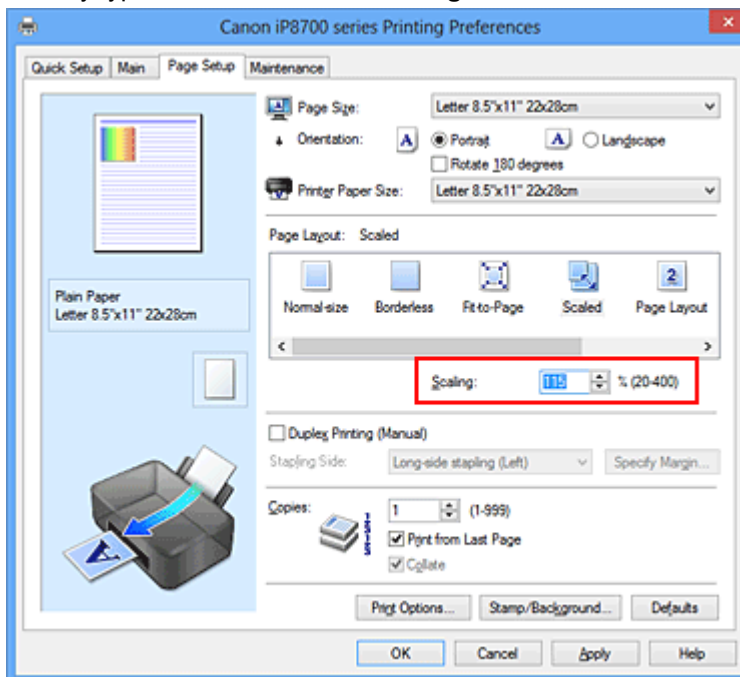 Canon iP8700 series Printing Preferences
Quick Setup Main Page Setup Maintenance
Page Size: Letter 8.5"x11" 22x28cm
Orientation: A Portrait A Landscape
Rotate 180 degrees
Printer Paper Size: Letter 8.5"x11" 22x28cm
Page Layout: Scaled
Normal-size Borderless Fit-to-Page Scaled 2 Page Layout
Plain Paper
Letter 8.5"x11" 22x28cm
Scaling: 115 % (20-400)
Duplex Printing (Manual)
Stapling Side: Long-side stapling (Left) Specify Margin...
Copies: 1 (1-999)
Print from Last Page
Collate
A
Print Options... Stamp/Background... Defaults
OK Cancel Apply Help